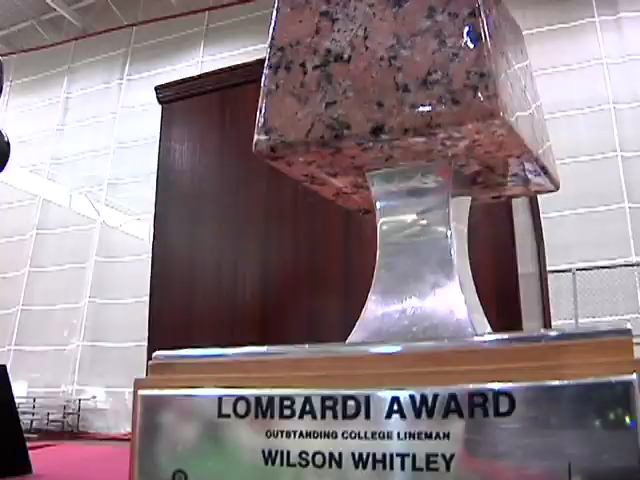 LOMBARDI AWARD
OUTSTANDING COLLEGE LINEMAN
WILSON WHITLEY